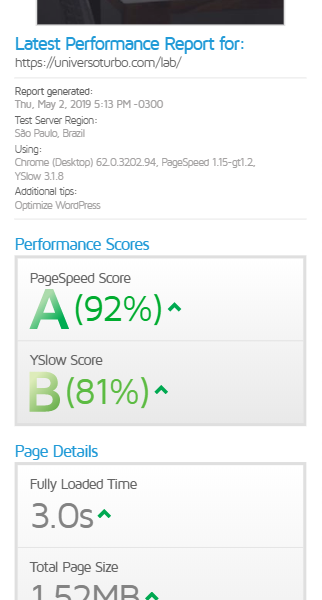 Latest Performance Report for:
https://universoturbo.com/lab/
Report generated:
Thu, May 2, 2019 5:13 PM -0300
Test Server Region:
São Paulo, Brazil
Using:
Chrome (Desktop) 62.0.3202.94, PageSpeed 1.15-gt1.2,
YSlow 3.1.8
Additional tips:
Optimize WordPress
Performance Scores
PageSpeed Score
A (92%)
YSlow Score
B (81%)
Page Details
Fully Loaded Time
3.0s
Total Page Size
1.52MB